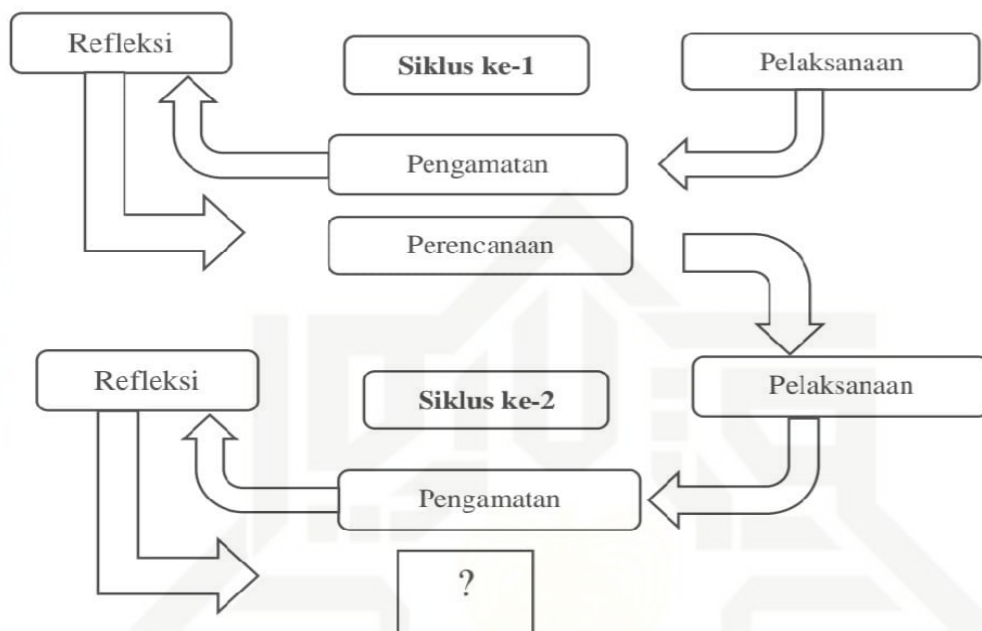 Refleksi
Siklus ke-1
Pelaksanaan
Pengamatan
Perencanaan
Refleksi
Siklus ke-2
Pelaksanaan
Pengamatan
?